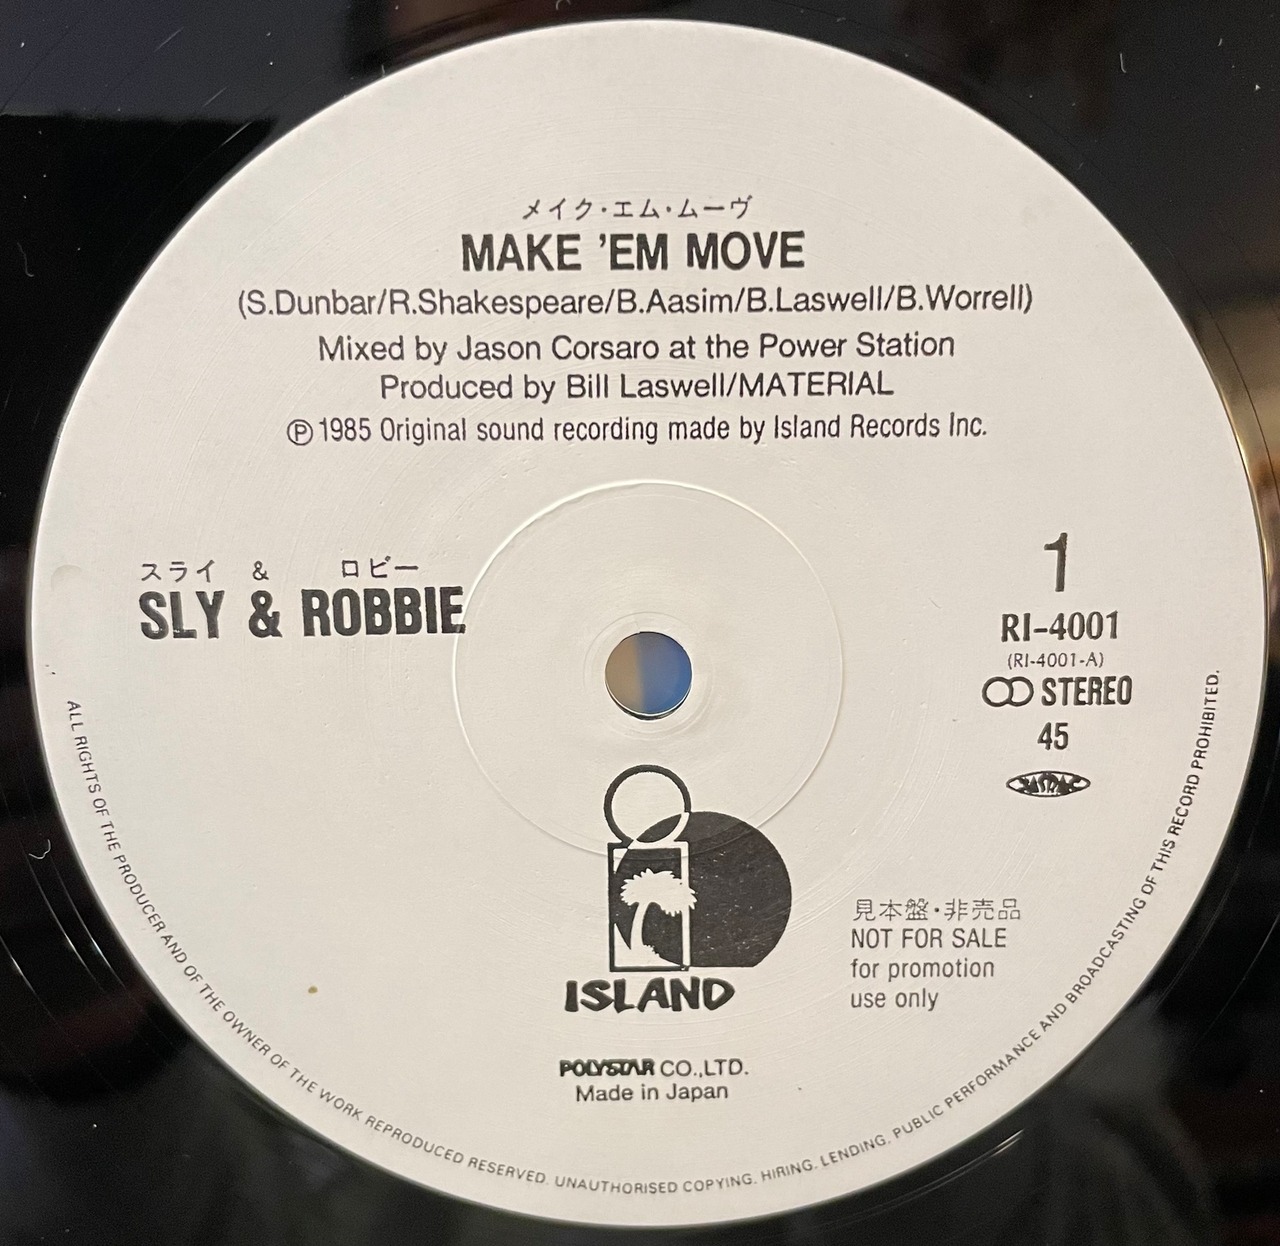 メイク・エム・ムーヴ
MAKE 'EM MOVE
(S.Dunbar/R.Shakespeare/B.Aasim/B.Laswell/B.Worrell)
Mixed by Jason Corsaro at the Power Station
Produced by Bill Laswell/MATERIAL
Ⓟ1985 Original sound recording made by Island Records Inc.
スライ & ロビー
SLY & ROBBIE
1
RI-4001
(RI-4001-A)
STEREO
45
見本盤・非売品
NOT FOR SALE
for promotion
use only
ISLAND
POLYSTAR CO.,LTD.
Made in Japan
ALL RIGHTS OF THE PRODUCER AND OF THE OWNER OF THE WORK REPRODUCED RESERVED. UNAUTHORISED COPYING. HIRING. LENDING. PUBLIC PERFORMANCE AND BROADCASTING OF THIS RECORD PROHIBITED.